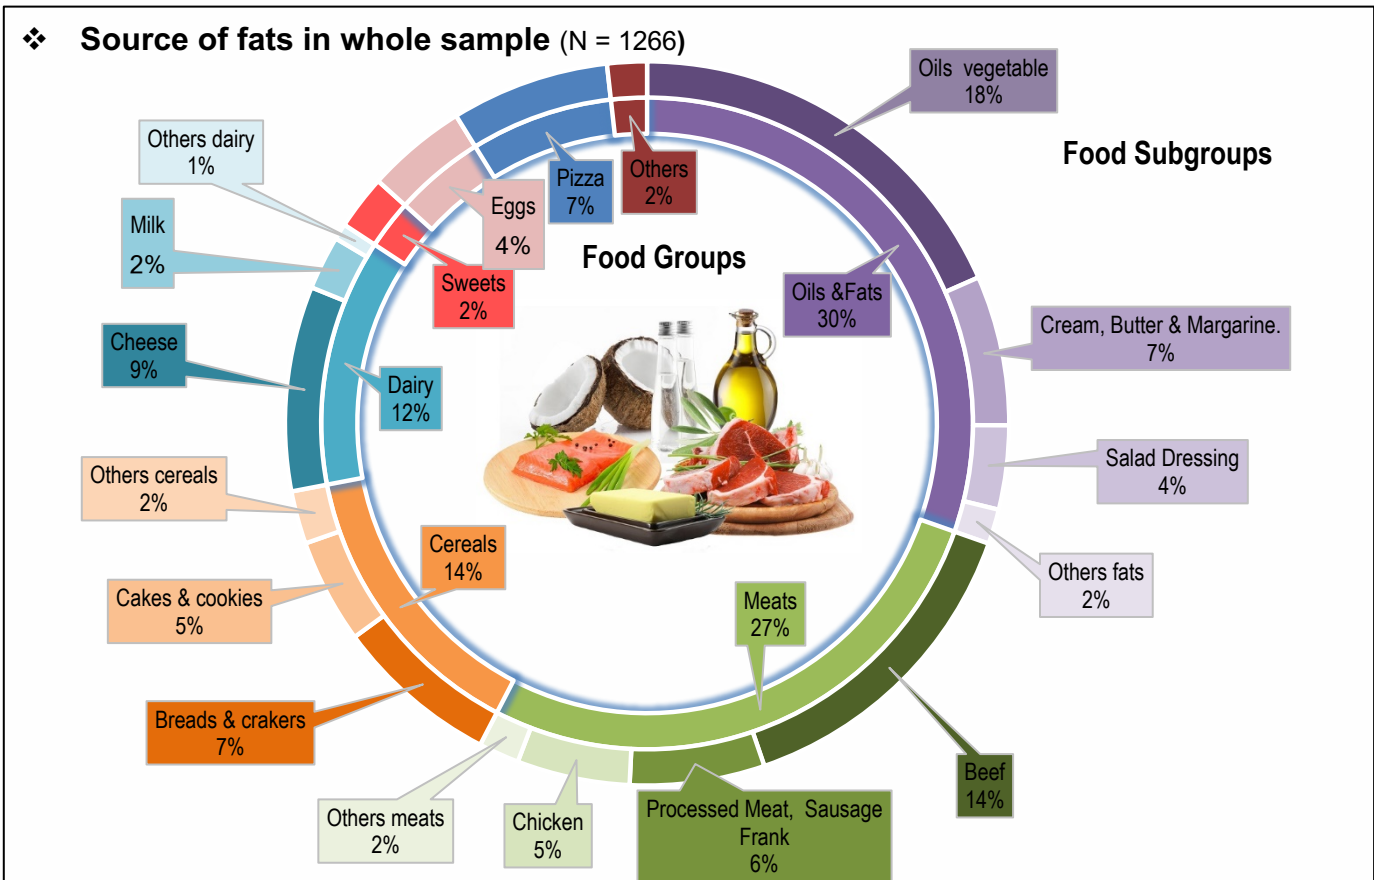 ❖ Source of fats in whole sample (N = 1266)
Oils vegetable
18%
Food Subgroups
Others dairy
1%
Milk
2%
Eggs
4%
Pizza
7%
Others
2%
Food Groups
Sweets
2%
Oils &Fats
30%
Cream, Butter & Margarine.
7%
Cheese
9%
Dairy
12%
Salad Dressing
4%
Others cereals
2%
Cereals
14%
Others fats
2%
Cakes & cookies
5%
Meats
27%
Breads & crakers
7%
Beef
14%
Others meats
2%
Chicken
5%
Processed Meat, Sausage
Frank
6%